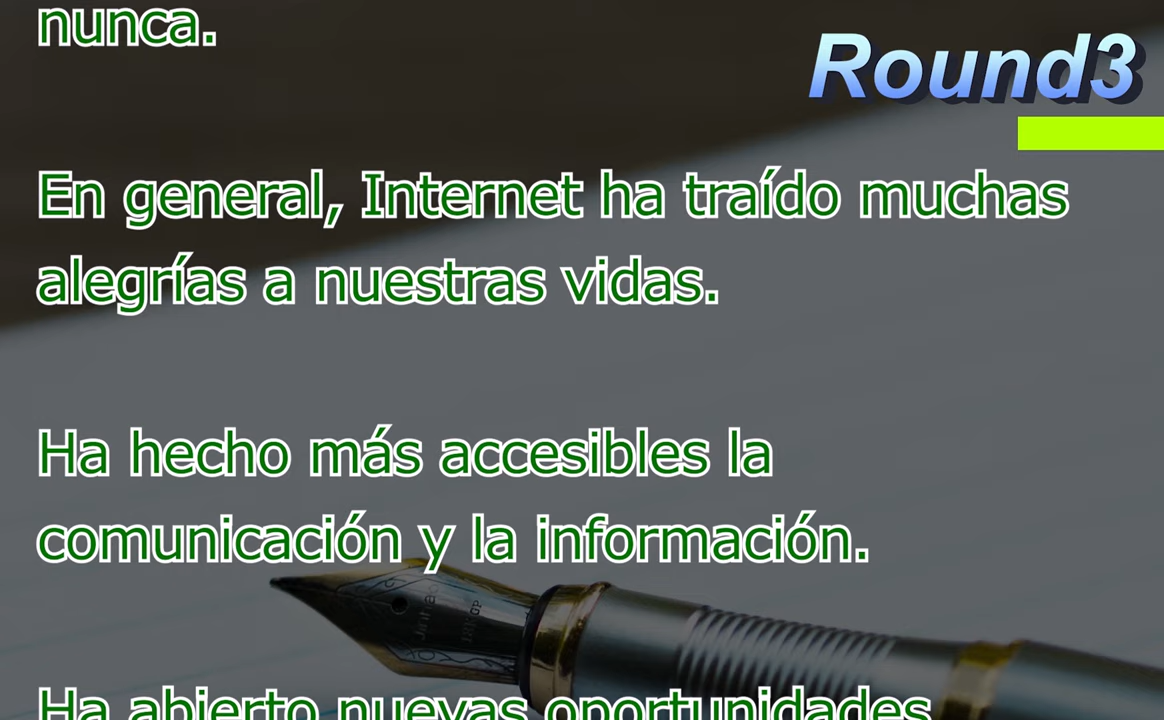 nunca.
Round3
En general, Internet ha traído muchas
alegrías a nuestras vidas.
Ha hecho más accesibles la
comunicación y la información.
Ha abierto nuevas oportunidades